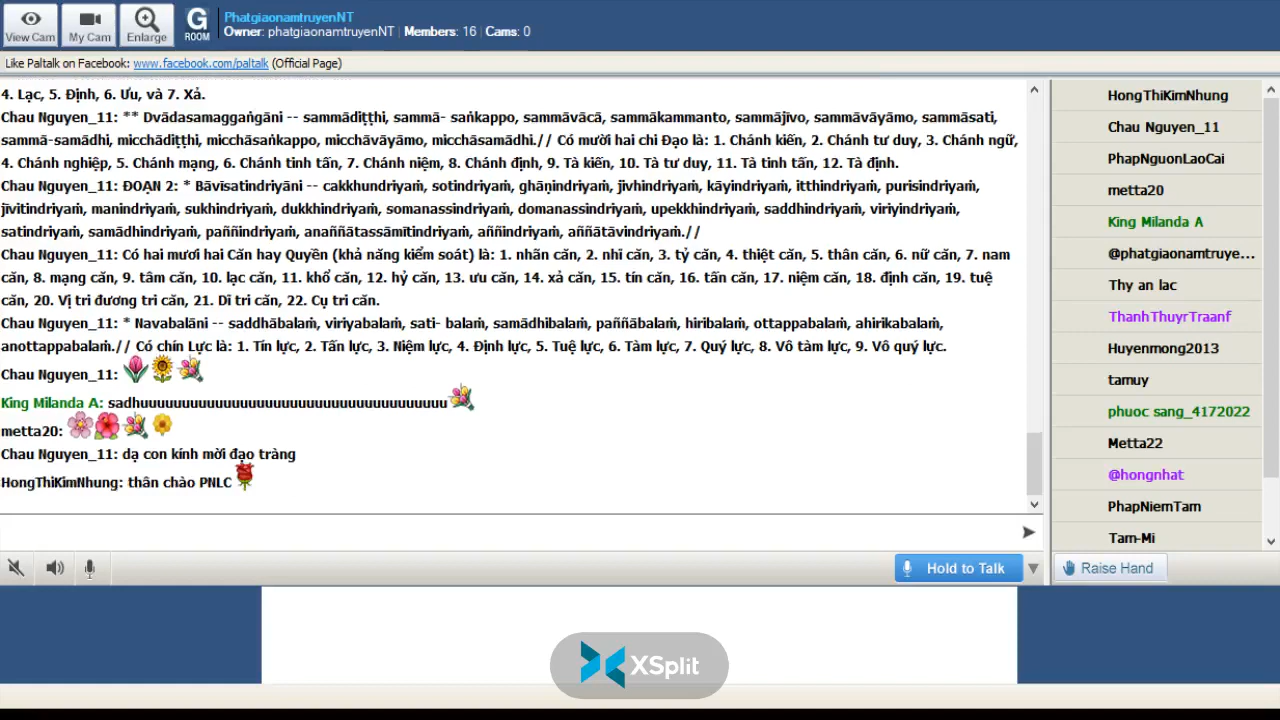 PhatgiaonamtruyenNT
Owner: phatgiaonamtruyenNT Members: 16 Cams: 0
View Cam My Cam Enlarge G ROOM
Like Paltalk on Facebook: www.facebook.com/paltalk (Official Page)
4. Lạc, 5. Định, 6. Ưu, và 7. Xả.
Chau Nguyen_11: ** Dvādasamaggaṅgāni -- sammādiṭṭhi, sammā- saṅkappo, sammāvācā, sammākammanto, sammājīvo, sammāvāyāmo, sammāsati,
sammā-samādhi, micchādiṭṭhi, micchāsaṅkappo, micchāvāyāmo, micchāsamādhi.// Có mười hai chi Đạo là: 1. Chánh kiến, 2. Chánh tư duy, 3. Chánh ngữ,
4. Chánh nghiệp, 5. Chánh mạng, 6. Chánh tinh tấn, 7. Chánh niệm, 8. Chánh định, 9. Tà kiến, 10. Tà tư duy, 11. Tà tinh tấn, 12. Tà định.
Chau Nguyen_11: ĐOẠN 2: * Bāvīsatindriyāni -- cakkhundriyaṁ, sotindriyaṁ, ghāṇindriyaṁ, jivhindriyaṁ, kāyindriyaṁ, itthindriyaṁ, purisindriyaṁ,
jīvitindriyaṁ, manindriyaṁ, sukhindriyaṁ, dukkhindriyaṁ, somanassindriyaṁ, domanassindriyaṁ, upekkhindriyaṁ, saddhindriyaṁ, viriyindriyaṁ,
satindriyaṁ, samādhindriyaṁ, paññindriyaṁ, anaññātassāmītindriyaṁ, aññindriyaṁ, aññātāvindriyaṁ.//
Chau Nguyen_11: Có hai mươi hai Căn hay Quyền (khả năng kiểm soát) là: 1. nhãn căn, 2. nhĩ căn, 3. tỷ căn, 4. thiệt căn, 5. thân căn, 6. nữ căn, 7. nam
căn, 8. mạng căn, 9. tâm căn, 10. lạc căn, 11. khổ căn, 12. hỷ căn, 13. ưu căn, 14. xả căn, 15. tín căn, 16. tấn căn, 17. niệm căn, 18. định căn, 19. tuệ
căn, 20. Vị tri đương tri căn, 21. Dĩ tri căn, 22. Cụ tri căn.
Chau Nguyen_11: * Navabalāni -- saddhābalaṁ, viriyabalaṁ, sati- balaṁ, samādhibalaṁ, paññābalaṁ, hiribalaṁ, ottappabalaṁ, ahirikabalaṁ,
anottappabalaṁ.// Có chín Lực là: 1. Tín lực, 2. Tấn lực, 3. Niệm lực, 4. Định lực, 5. Tuệ lực, 6. Tàm lực, 7. Quý lực, 8. Vô tàm lực, 9. Vô quý lực.
Chau Nguyen_11:
King Milanda A: sadhuuuuuuuuuuuuuuuuuuuuuuuuuuuuuuuuuuuuu
metta20:
Chau Nguyen_11: dạ con kính mời đạo tràng
HongThiKimNhung: thân chào PNLC
HongThiKimNhung
Chau Nguyen_11
PhapNguonLaoCai
metta20
King Milanda A
@phatgiaonamtruye...
Thy an lac
ThanhThuyrTraanf
Huyenmong2013
tamuy
phuoc sang_4172022
Metta22
@hongnhat
PhapNiemTam
Tam-Mi
Hold to Talk
Raise Hand
XSplit